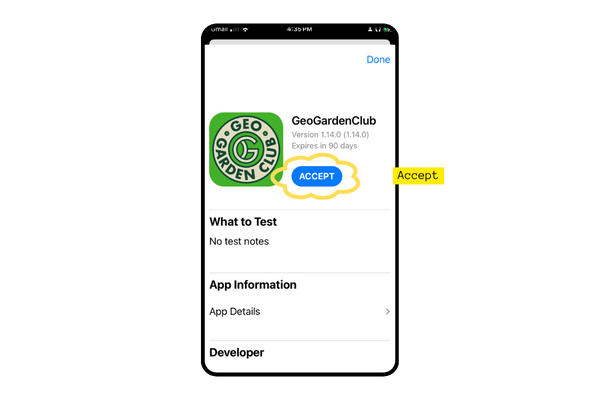 Gmail 4:35 PM
Done
GEO
GARDEN CLUB
GeoGardenClub
Version 1.14.0 (1.14.0)
Expires in 90 days
ACCEPT
Accept
What to Test
No test notes
App Information
App Details
Developer